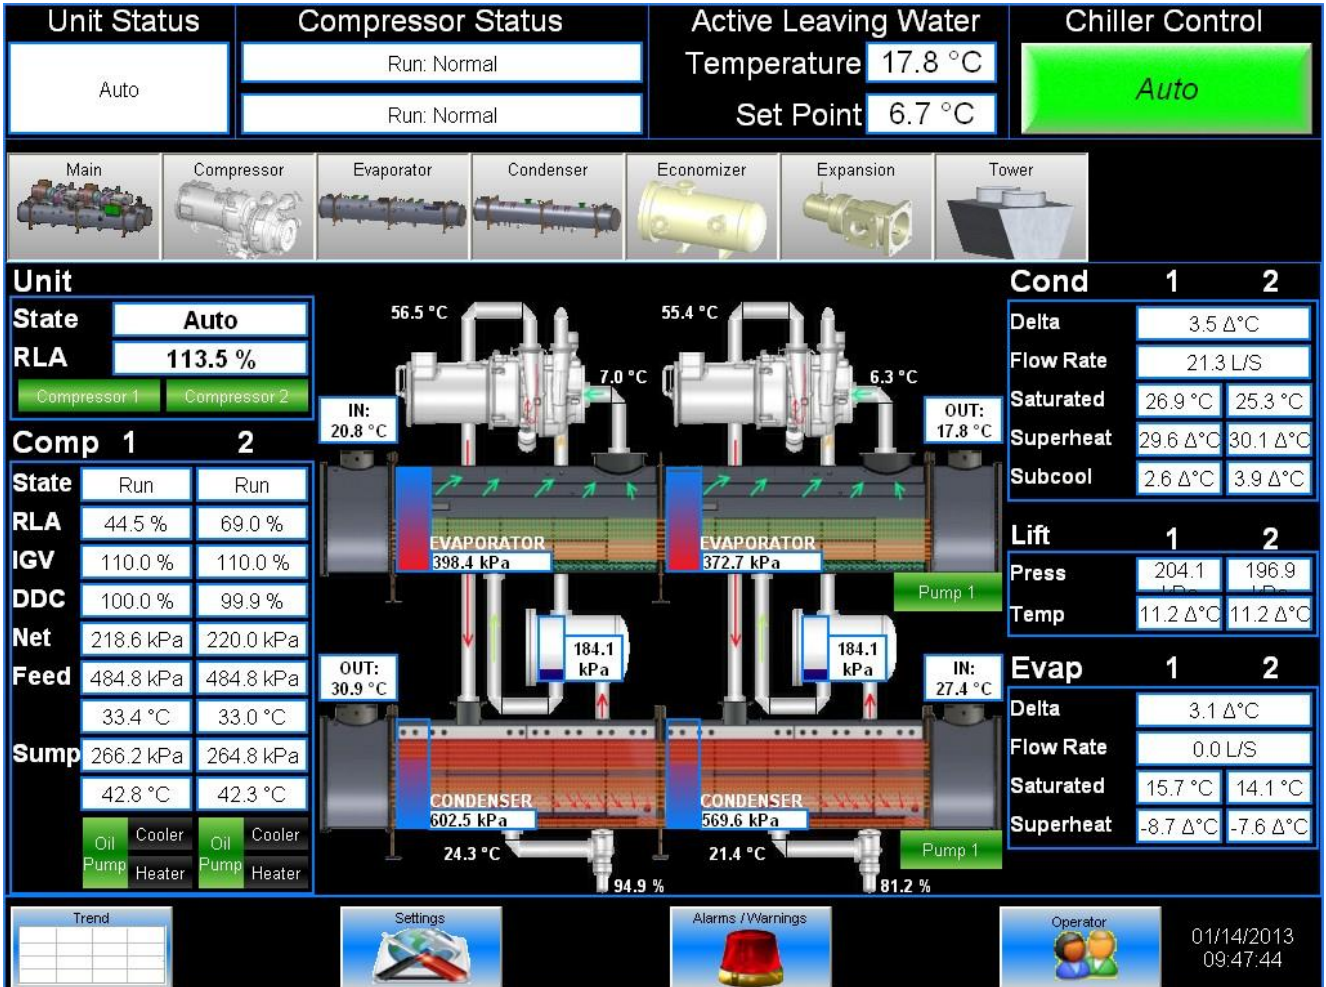 Unit Status
Compressor Status
Active Leaving Water
Chiller Control
Auto
Run: Normal
Run: Normal
Temperature 17.8 °C
Set Point 6.7 °C
Auto
Main
Compressor
Evaporator
Condenser
Economizer
Expansion
Tower
Unit
State Auto
RLA 113.5 %
Compressor 1 Compressor 2
Comp 1 2
State Run Run
RLA 44.5 % 69.0 %
IGV 110.0 % 110.0 %
DDC 100.0 % 99.9 %
Net 218.6 kPa 220.0 kPa
Feed 484.8 kPa 484.8 kPa
33.4 °C 33.0 °C
Sump 266.2 kPa 264.8 kPa
42.8 °C 42.3 °C
Oil Pump Cooler Heater
Oil Pump Cooler Heater
56.5 °C
55.4 °C
7.0 °C
6.3 °C
IN:
20.8 °C
OUT:
17.8 °C
EVAPORATOR
398.4 kPa
EVAPORATOR
372.7 kPa
Pump 1
184.1
kPa
184.1
kPa
OUT:
30.9 °C
IN:
27.4 °C
CONDENSER
602.5 kPa
CONDENSER
569.6 kPa
Pump 1
24.3 °C
21.4 °C
94.9 %
81.2 %
Cond 1 2
Delta 3.5 Δ°C
Flow Rate 21.3 L/S
Saturated 26.9 °C 25.3 °C
Superheat 29.6 Δ°C 30.1 Δ°C
Subcool 2.6 Δ°C 3.9 Δ°C
Lift 1 2
Press 204.1 196.9
Temp 11.2 Δ°C 11.2 Δ°C
Evap 1 2
Delta 3.1 Δ°C
Flow Rate 0.0 L/S
Saturated 15.7 °C 14.1 °C
Superheat -8.7 Δ°C -7.6 Δ°C
Trend
Settings
Alarms / Warnings
Operator
01/14/2013
09:47:44